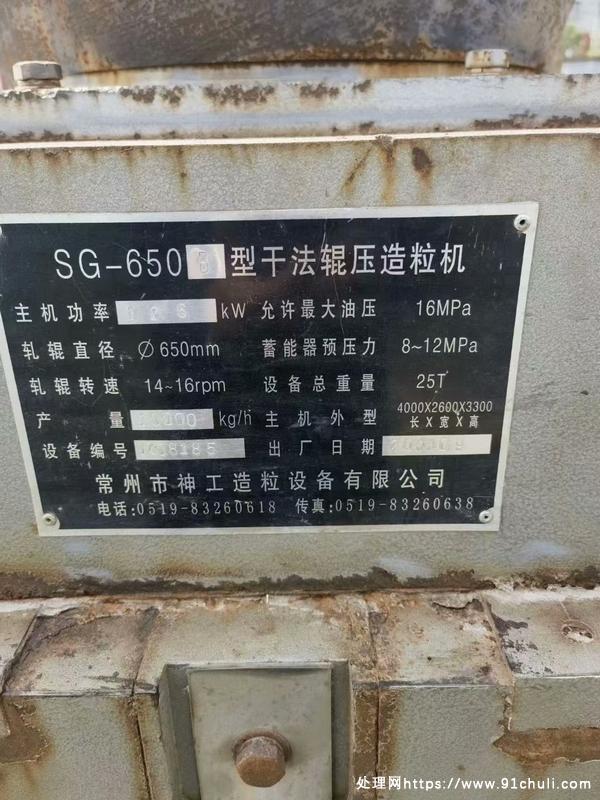 SG-650 型干法辊压造粒机
主机功率 kW 允许最大油压 16MPa
轧辊直径 Ø650mm 蓄能器预压力 8~12MPa
轧辊转速 14~16rpm 设备总重量 25T
产量 kg/h 主机外型 4000X2600X3300
长X宽X高
设备编号 出厂日期
常州市神工造粒设备有限公司
电话:0519-83260618 传真:0519-83260638
处理网https://www.91chuli.com